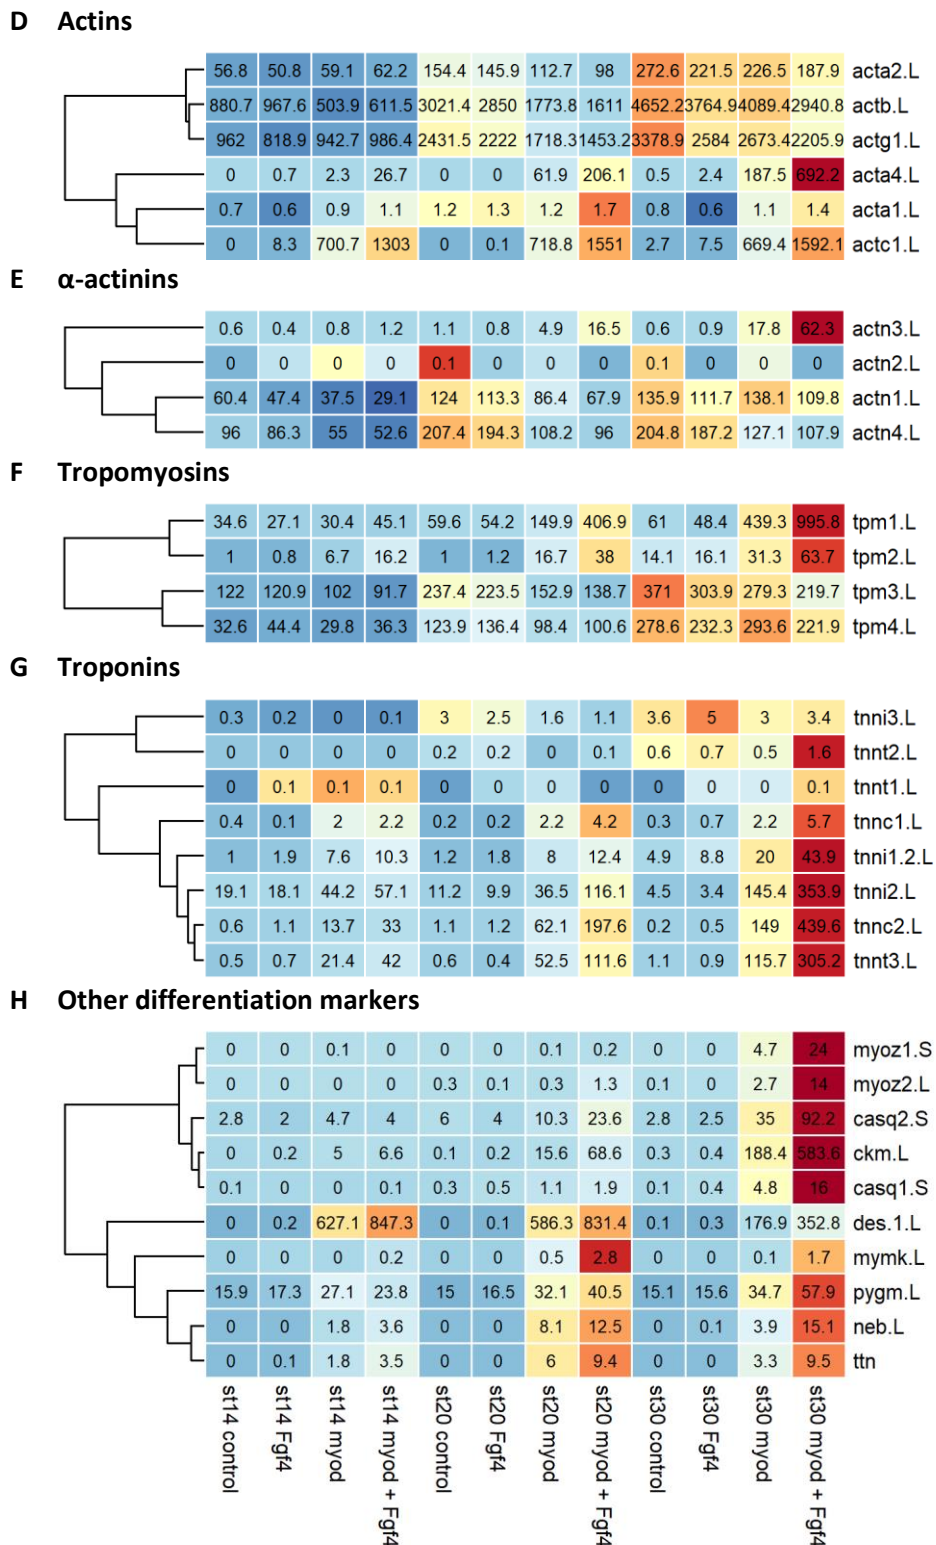 D Actins
56.8 50.8 59.1 62.2 154.4 145.9 112.7 98 272.6 221.5 226.5 187.9 acta2.L
880.7 967.6 503.9 611.5 3021.4 2850 1773.8 1611 4652.2 3764.9 4089.4 2940.8 actb.L
962 818.9 942.7 986.4 2431.5 2222 1718.3 1453.2 3378.9 2584 2673.4 2205.9 actg1.L
0 0.7 2.3 26.7 0 0 61.9 206.1 0.5 2.4 187.5 692.2 acta4.L
0.7 0.6 0.9 1.1 1.2 1.3 1.2 1.7 0.8 0.6 1.1 1.4 acta1.L
0 8.3 700.7 1303 0 0.1 718.8 1551 2.7 7.5 669.4 1592.1 actc1.L
E α-actinins
0.6 0.4 0.8 1.2 1.1 0.8 4.9 16.5 0.6 0.9 17.8 62.3 actn3.L
0 0 0 0 0.1 0 0 0 0.1 0 0 0 actn2.L
60.4 47.4 37.5 29.1 124 113.3 86.4 67.9 135.9 111.7 138.1 109.8 actn1.L
96 86.3 55 52.6 207.4 194.3 108.2 96 204.8 187.2 127.1 107.9 actn4.L
F Tropomyosins
34.6 27.1 30.4 45.1 59.6 54.2 149.9 406.9 61 48.4 439.3 995.8 tpm1.L
1 0.8 6.7 16.2 1 1.2 16.7 38 14.1 16.1 31.3 63.7 tpm2.L
122 120.9 102 91.7 237.4 223.5 152.9 138.7 371 303.9 279.3 219.7 tpm3.L
32.6 44.4 29.8 36.3 123.9 136.4 98.4 100.6 278.6 232.3 293.6 221.9 tpm4.L
G Troponins
0.3 0.2 0 0.1 3 2.5 1.6 1.1 3.6 5 3 3.4 tnni3.L
0 0 0 0 0.2 0.2 0 0.1 0.6 0.7 0.5 1.6 tnnt2.L
0 0.1 0.1 0.1 0 0 0 0 0 0 0 0.1 tnnt1.L
0.4 0.1 2 2.2 0.2 0.2 2.2 4.2 0.3 0.7 2.2 5.7 tnnc1.L
1 1.9 7.6 10.3 1.2 1.8 8 12.4 4.9 8.8 20 43.9 tnni1.2.L
19.1 18.1 44.2 57.1 11.2 9.9 36.5 116.1 4.5 3.4 145.4 353.9 tnni2.L
0.6 1.1 13.7 33 1.1 1.2 62.1 197.6 0.2 0.5 149 439.6 tnnc2.L
0.5 0.7 21.4 42 0.6 0.4 52.5 111.6 1.1 0.9 115.7 305.2 tnnt3.L
H Other differentiation markers
0 0 0.1 0 0 0 0.1 0.2 0 0 4.7 24 myoz1.S
0 0 0 0 0.3 0.1 0.3 1.3 0.1 0 2.7 14 myoz2.L
2.8 2 4.7 4 6 4 10.3 23.6 2.8 2.5 35 92.2 casq2.S
0 0.2 5 6.6 0.1 0.2 15.6 68.6 0.3 0.4 188.4 583.6 ckm.L
0.1 0 0 0.1 0.3 0.5 1.1 1.9 0.1 0.4 4.8 16 casq1.S
0 0.2 627.1 847.3 0 0.1 586.3 831.4 0.1 0.3 176.9 352.8 des.1.L
0 0 0 0.2 0 0 0.5 2.8 0 0 0.1 1.7 mymk.L
15.9 17.3 27.1 23.8 15 16.5 32.1 40.5 15.1 15.6 34.7 57.9 pygm.L
0 0 1.8 3.6 0 0 8.1 12.5 0 0.1 3.9 15.1 neb.L
0 0.1 1.8 3.5 0 0 6 9.4 0 0 3.3 9.5 ttn
st14 control
st14 Fgf4
st14 myod
st14 myod + Fgf4
st20 control
st20 Fgf4
st20 myod
st20 myod + Fgf4
st30 control
st30 Fgf4
st30 myod
st30 myod + Fgf4